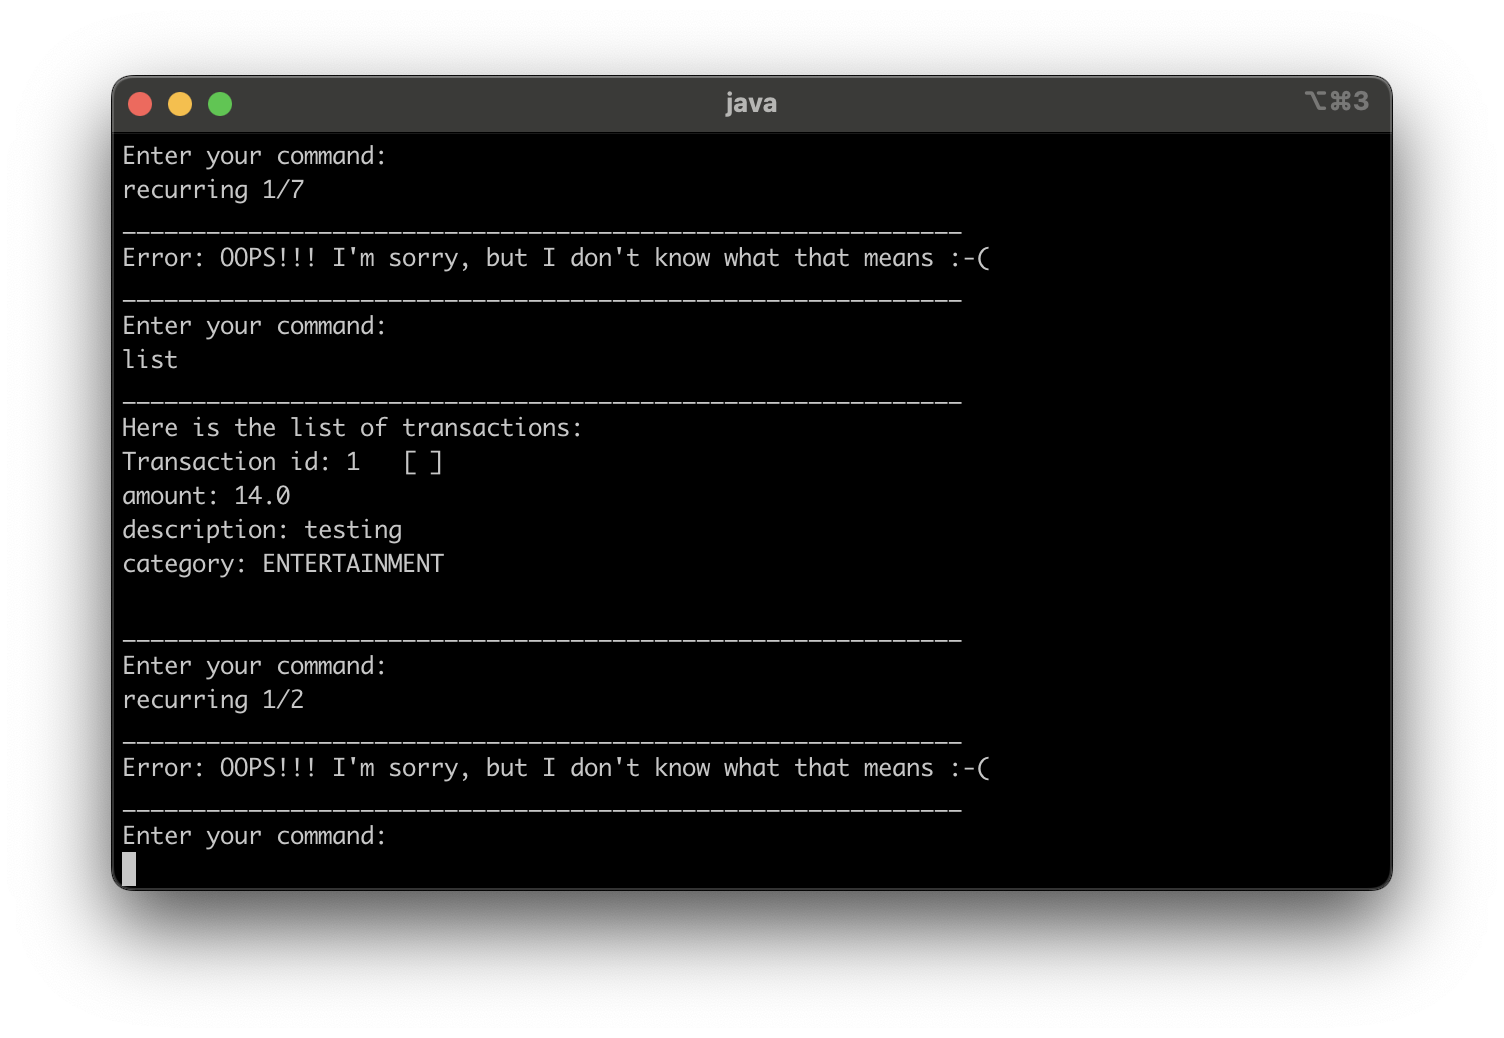 java
⌥⌘3
Enter your command:
recurring 1/7
____________________________________________________________
Error: OOPS!!! I'm sorry, but I don't know what that means :-(
____________________________________________________________
Enter your command:
list
____________________________________________________________
Here is the list of transactions:
Transaction id: 1   [ ]
amount: 14.0
description: testing
category: ENTERTAINMENT

____________________________________________________________
Enter your command:
recurring 1/2
____________________________________________________________
Error: OOPS!!! I'm sorry, but I don't know what that means :-(
____________________________________________________________
Enter your command: